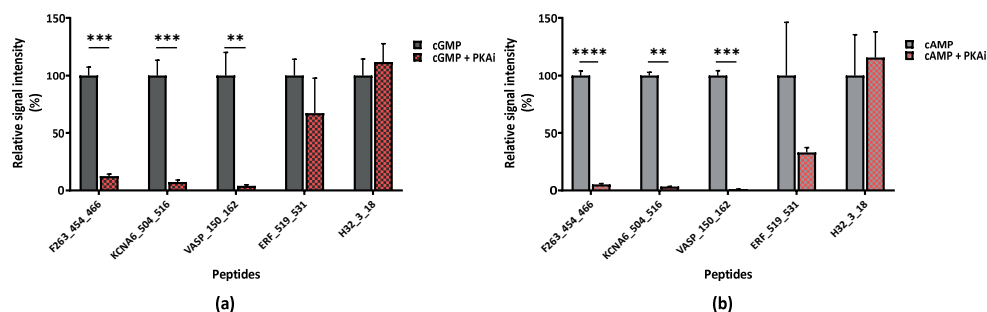 150
100
50
0
Relative signal intensity
(%)
***
***
**
cGMP
cGMP + PKAi
F263_454_466
KCNA6_504_516
VASP_150_162
ERF_519_531
H32_3_18
Peptides
(a)
150
100
50
0
Relative signal intensity
(%)
****
**
***
cAMP
cAMP + PKAi
F263_454_466
KCNA6_504_516
VASP_150_162
ERF_519_531
H32_3_18
Peptides
(b)